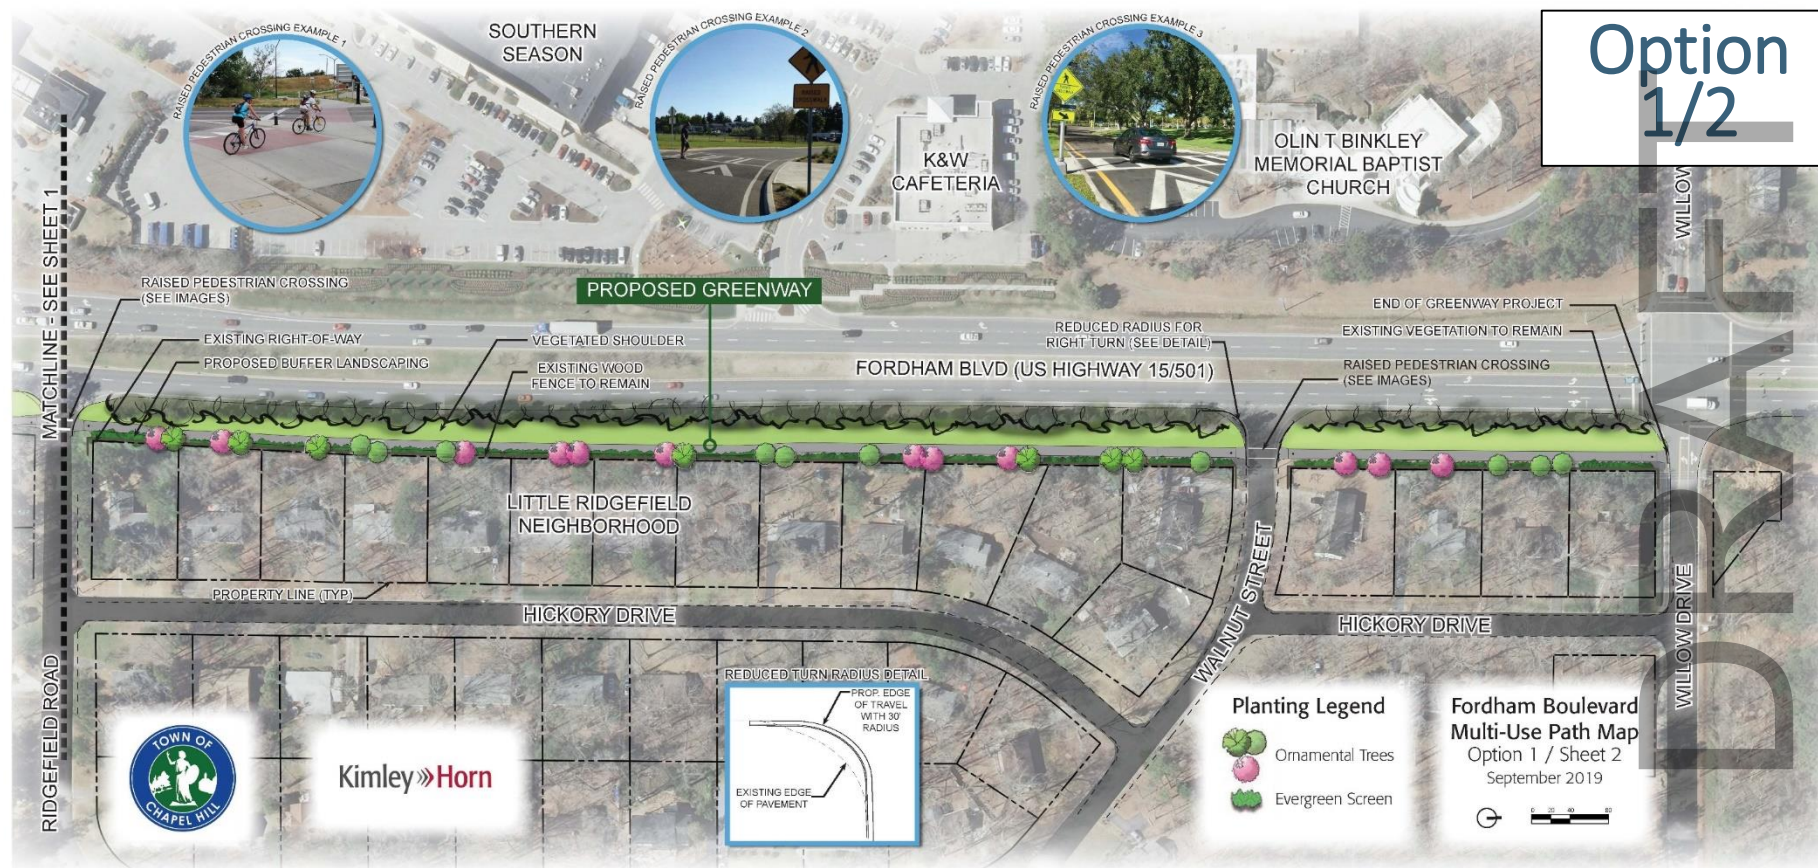 Option
1/2
DRAFT
SOUTHERN
SEASON
RAISED PEDESTRIAN CROSSING EXAMPLE 1
RAISED PEDESTRIAN CROSSING EXAMPLE 2
RAISED PEDESTRIAN CROSSING EXAMPLE 3
RAISED
K&W
CAFETERIA
OLIN T BINKLEY
MEMORIAL BAPTIST
CHURCH
WILLOW
MATCHLINE - SEE SHEET 1
RAISED PEDESTRIAN CROSSING
(SEE IMAGES)
EXISTING RIGHT-OF-WAY
PROPOSED BUFFER LANDSCAPING
VEGETATED SHOULDER
EXISTING WOOD
FENCE TO REMAIN
PROPOSED GREENWAY
FORDHAM BLVD (US HIGHWAY 15/501)
REDUCED RADIUS FOR
RIGHT TURN (SEE DETAIL)
END OF GREENWAY PROJECT
EXISTING VEGETATION TO REMAIN
RAISED PEDESTRIAN CROSSING
(SEE IMAGES)
LITTLE RIDGEFIELD
NEIGHBORHOOD
PROPERTY LINE (TYP)
HICKORY DRIVE
WALNUT STREET
HICKORY DRIVE
WILLOW DRIVE
RIDGEFIELD ROAD
TOWN OF
CHAPEL HILL
Kimley»Horn
REDUCED TURN RADIUS DETAIL
PROP. EDGE
OF TRAVEL
WITH 30'
RADIUS
EXISTING EDGE
OF PAVEMENT
Planting Legend
Ornamental Trees
Evergreen Screen
Fordham Boulevard
Multi-Use Path Map
Option 1 / Sheet 2
September 2019
0 20 40 80